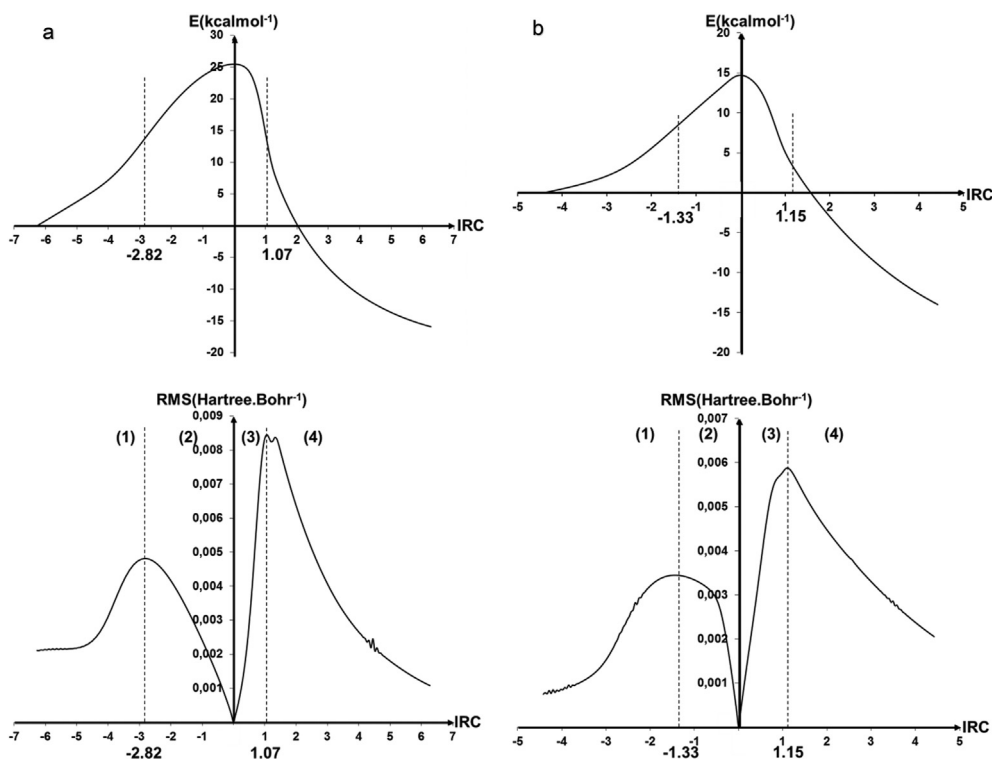 a
E(kcalmol⁻¹)
30
25
20
15
10
5
-7 -6 -5 -4 -3 -2 -1 1 2 3 4 5 6 7
IRC
-2.82 1.07
-5
-10
-15
-20
b
E(kcalmol⁻¹)
20
15
10
5
-5 -4 -3 -2 -1 1 2 3 4 5
IRC
-1.33 1.15
-5
-10
-15
-20
RMS(Hartree.Bohr⁻¹)
0,009
(1) (2) (3) (4)
0,008
0,007
0,006
0,005
0,004
0,003
0,002
0,001
IRC
-7 -6 -5 -4 -3 -2 -1 1 2 3 4 5 6 7
-2.82 1.07
RMS(Hartree.Bohr⁻¹)
0,007
(1) (2) (3) (4)
0,006
0,005
0,004
0,003
0,002
0,001
IRC
-5 -4 -3 -2 -1 1 2 3 4 5
-1.33 1.15